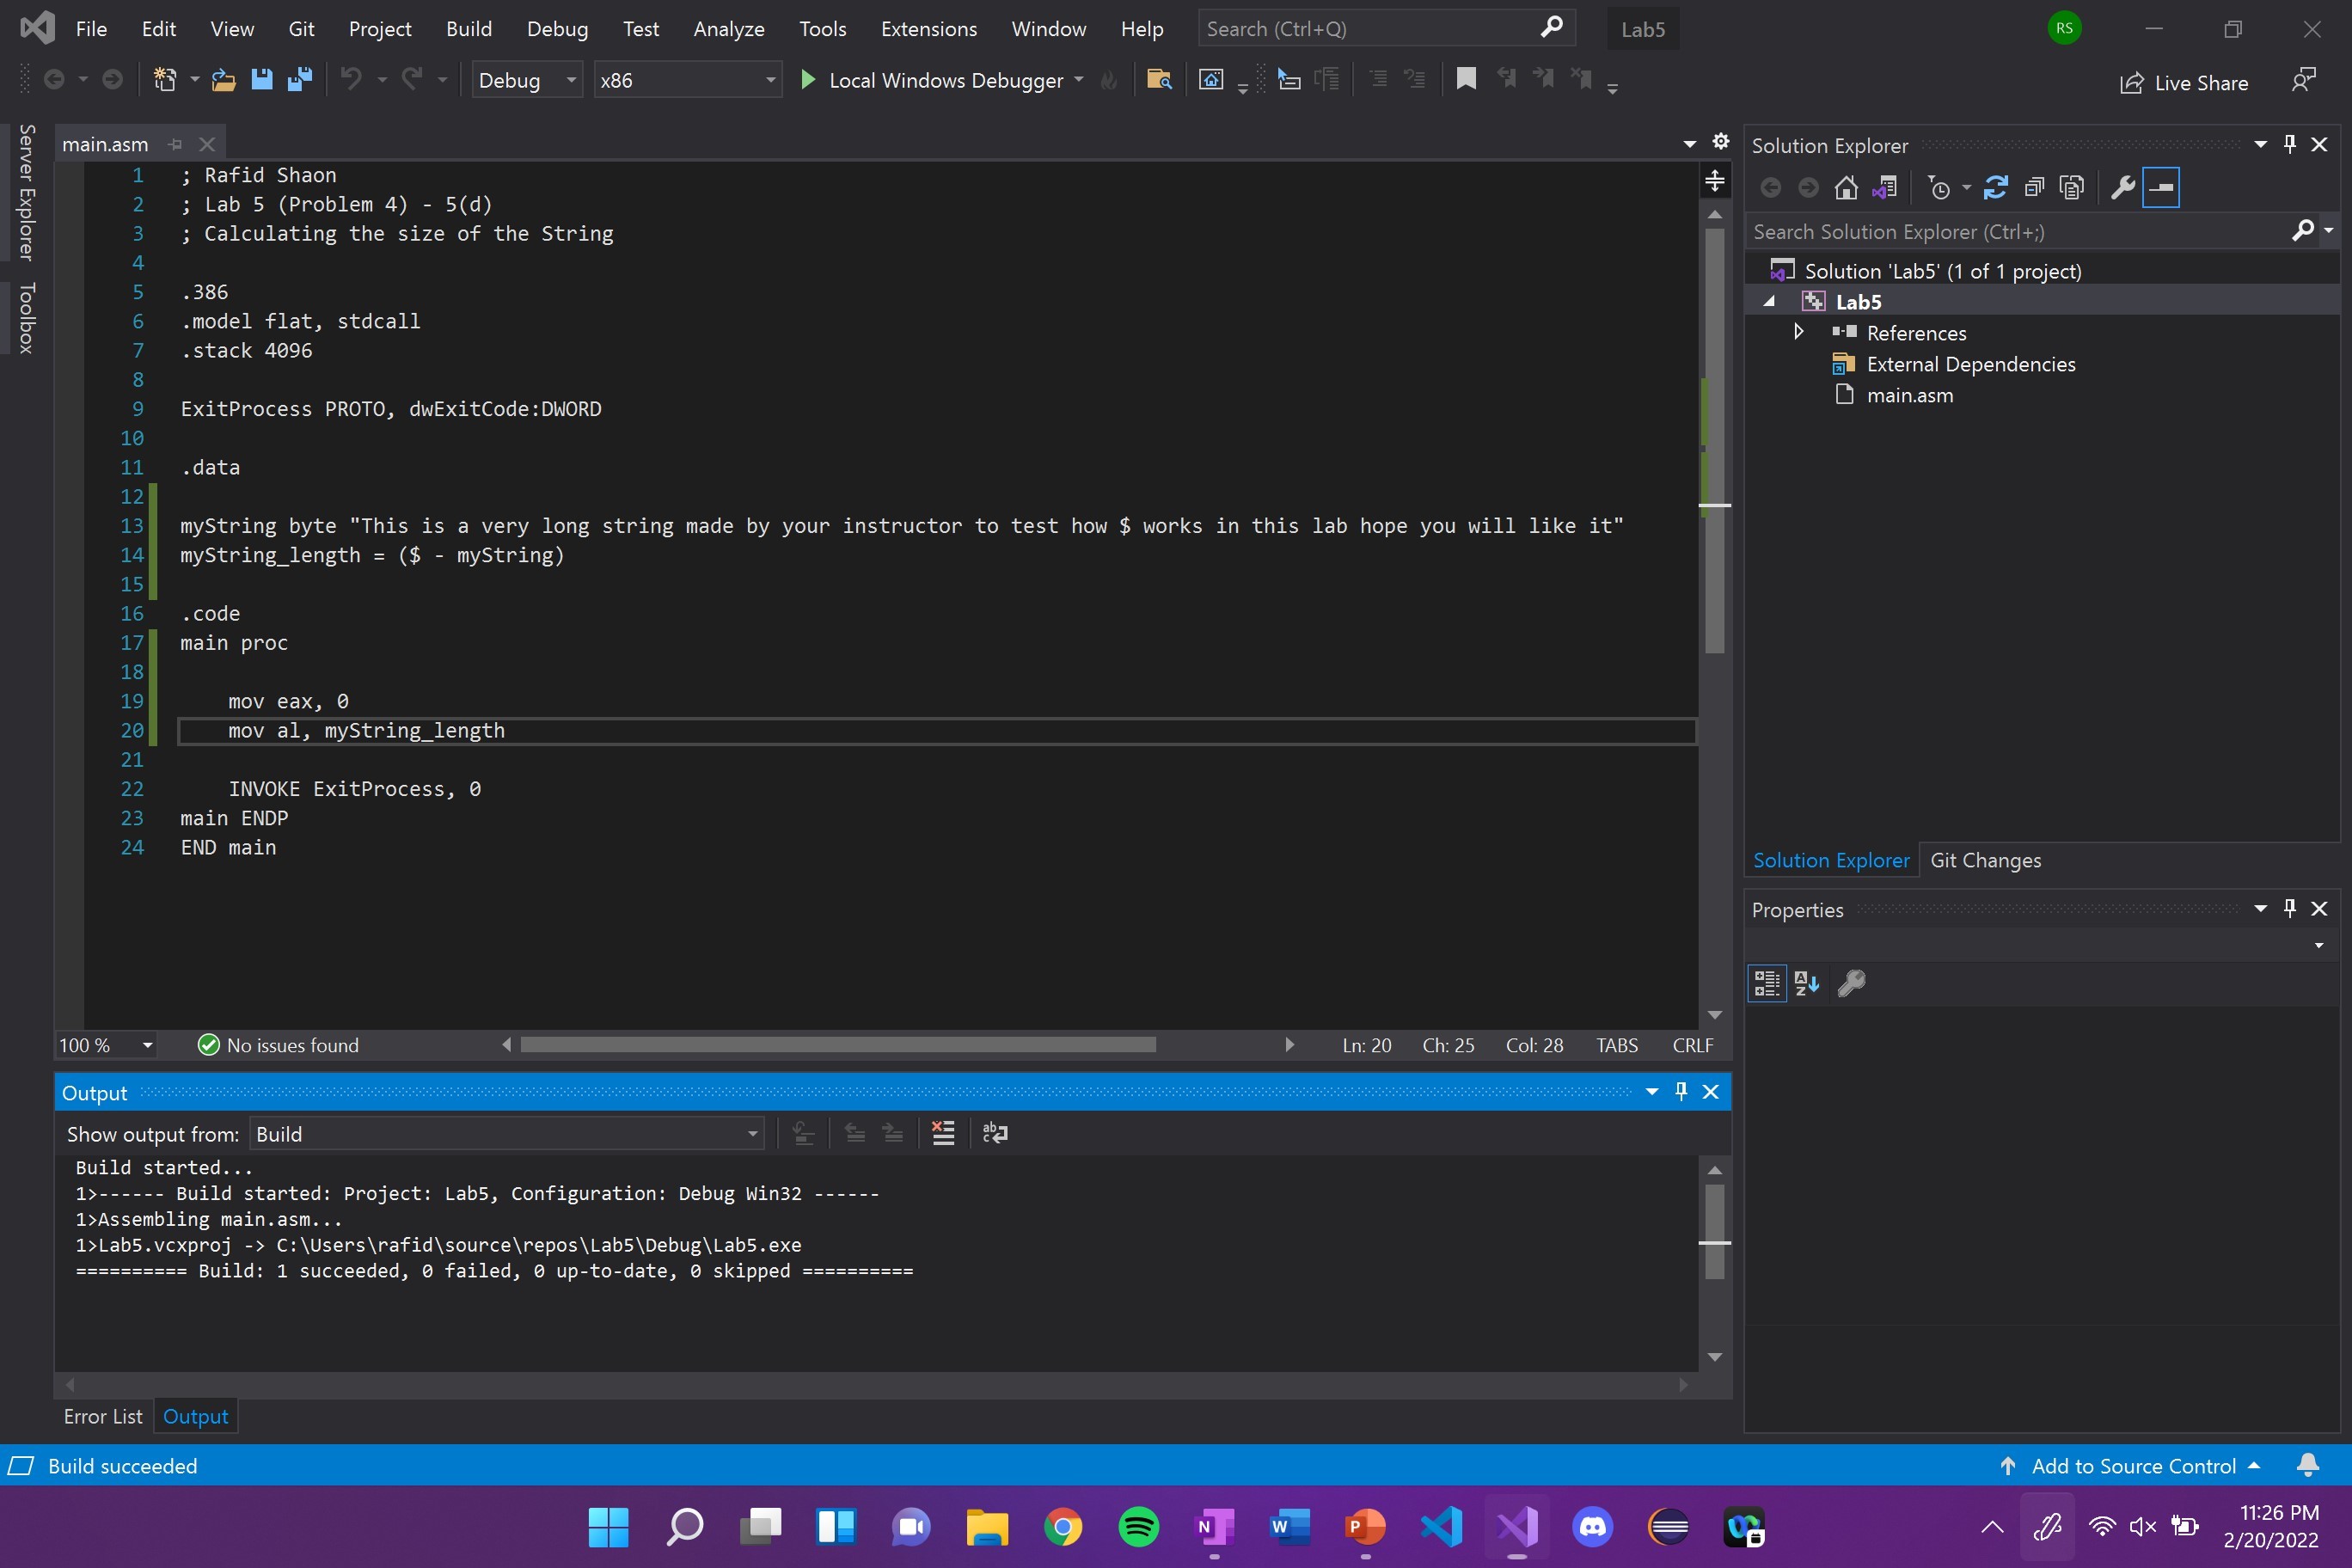 File Edit View Git Project Build Debug Test Analyze Tools Extensions Window Help Search (Ctrl+Q) Lab5 RS
Debug x86 Local Windows Debugger Live Share
Server Explorer
Toolbox
main.asm
1 ; Rafid Shaon
2 ; Lab 5 (Problem 4) - 5(d)
3 ; Calculating the size of the String
4
5 .386
6 .model flat, stdcall
7 .stack 4096
8
9 ExitProcess PROTO, dwExitCode:DWORD
10
11 .data
12
13 myString byte "This is a very long string made by your instructor to test how $ works in this lab hope you will like it"
14 myString_length = ($ - myString)
15
16 .code
17 main proc
18
19 mov eax, 0
20 mov al, myString_length
21
22 INVOKE ExitProcess, 0
23 main ENDP
24 END main
100 % No issues found Ln: 20 Ch: 25 Col: 28 TABS CRLF
Output
Show output from: Build
Build started...
1>------ Build started: Project: Lab5, Configuration: Debug Win32 ------
1>Assembling main.asm...
1>Lab5.vcxproj -> C:\Users\rafid\source\repos\Lab5\Debug\Lab5.exe
========== Build: 1 succeeded, 0 failed, 0 up-to-date, 0 skipped ==========
Error List Output
Solution Explorer
Search Solution Explorer (Ctrl+;)
Solution 'Lab5' (1 of 1 project)
Lab5
References
External Dependencies
main.asm
Solution Explorer Git Changes
Properties
Build succeeded Add to Source Control
11:26 PM
2/20/2022